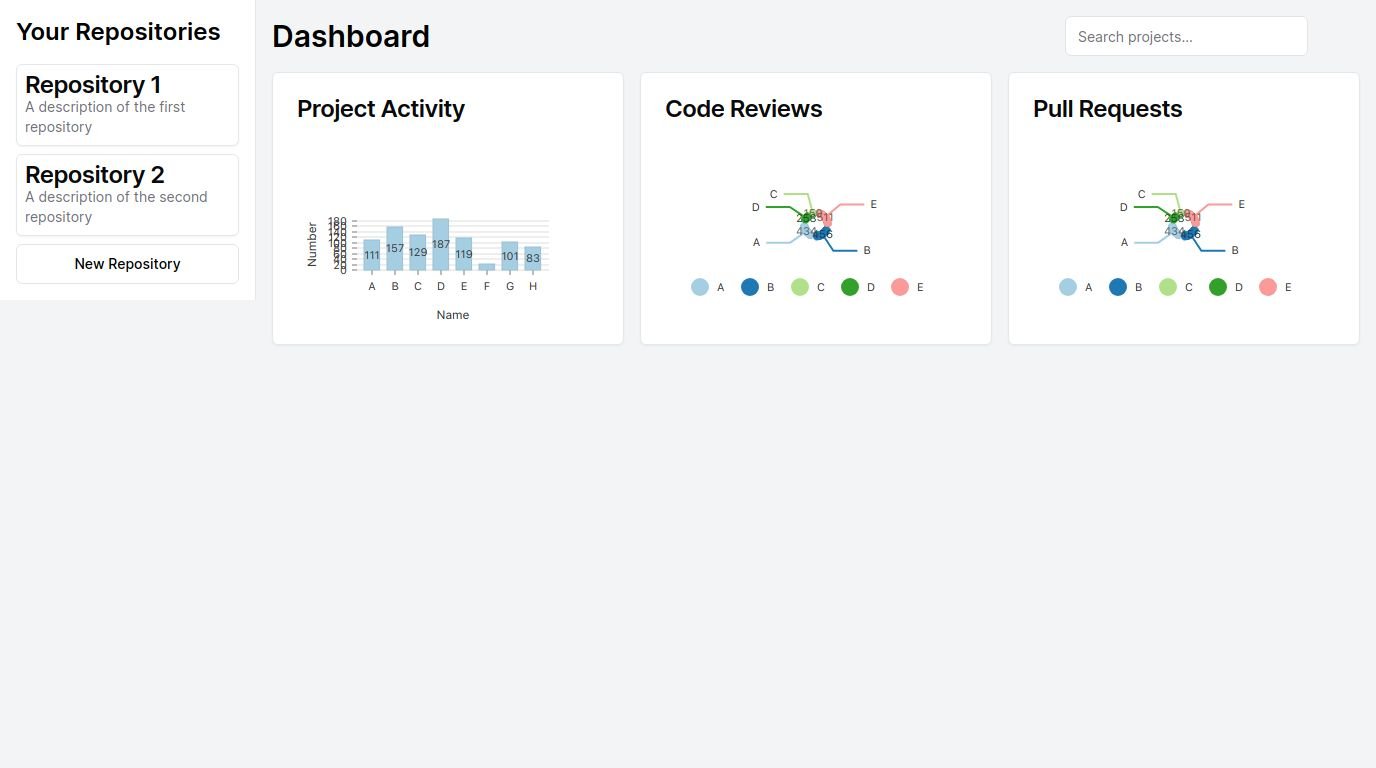 Your Repositories
Repository 1
A description of the first
repository
Repository 2
A description of the second
repository
New Repository
Dashboard
Search projects...
Project Activity
Number
180
160
140
120
100
80
60
40
20
0
111
157
129
187
119
101
83
A B C D E F G H
Name
Code Reviews
C
D
E
A
B
A B C D E
Pull Requests
C
D
E
A
B
A B C D E